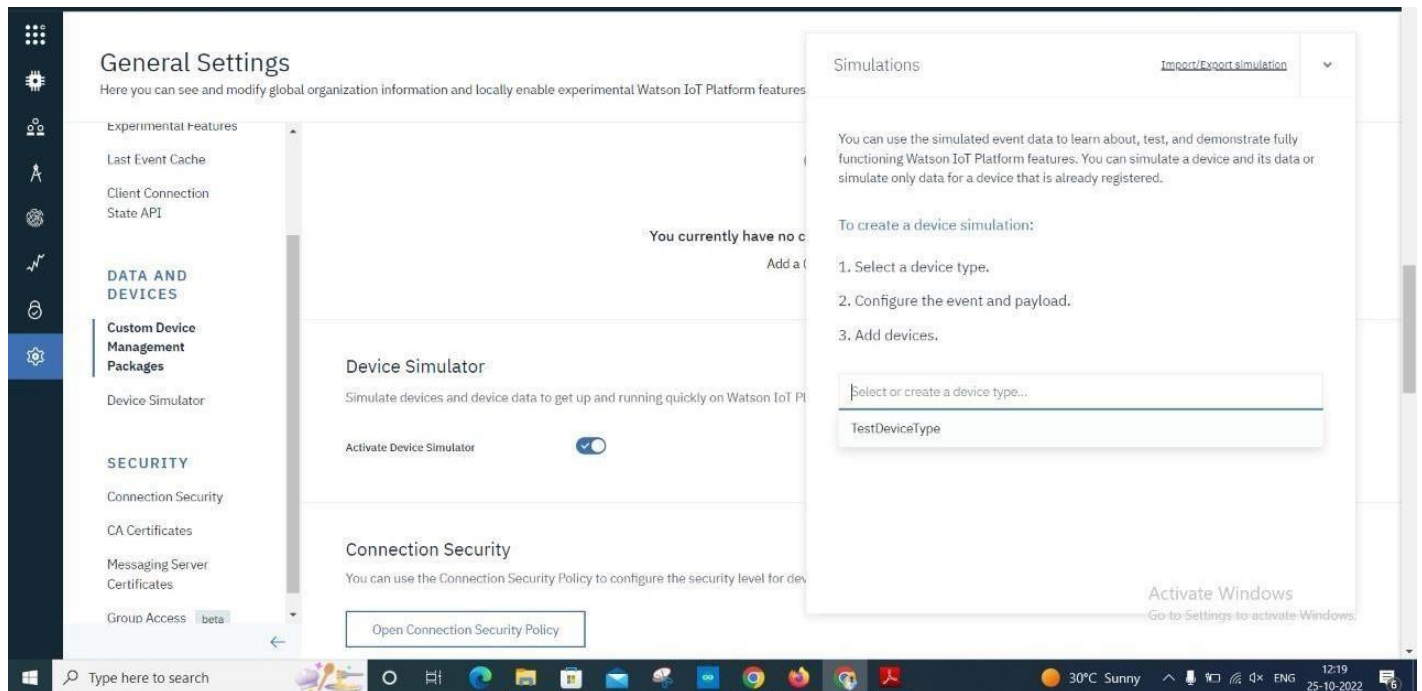 General Settings
Here you can see and modify global organization information and locally enable experimental Watson IoT Platform features
Experimental Features
Last Event Cache
Client Connection
State API
DATA AND
DEVICES
Custom Device
Management
Packages
Device Simulator
SECURITY
Connection Security
CA Certificates
Messaging Server
Certificates
Group Access beta
You currently have no c
Add a
Device Simulator
Simulate devices and device data to get up and running quickly on Watson IoT Pl
Activate Device Simulator
Connection Security
You can use the Connection Security Policy to configure the security level for dev
Open Connection Security Policy
Simulations
Import/Export simulation
You can use the simulated event data to learn about, test, and demonstrate fully
functioning Watson IoT Platform features. You can simulate a device and its data or
simulate only data for a device that is already registered.
To create a device simulation:
1. Select a device type.
2. Configure the event and payload.
3. Add devices.
Select or create a device type...
TestDeviceType
Activate Windows
Go to Settings to activate Windows.
Type here to search
30°C Sunny
ENG
12:19
25-10-2022
6